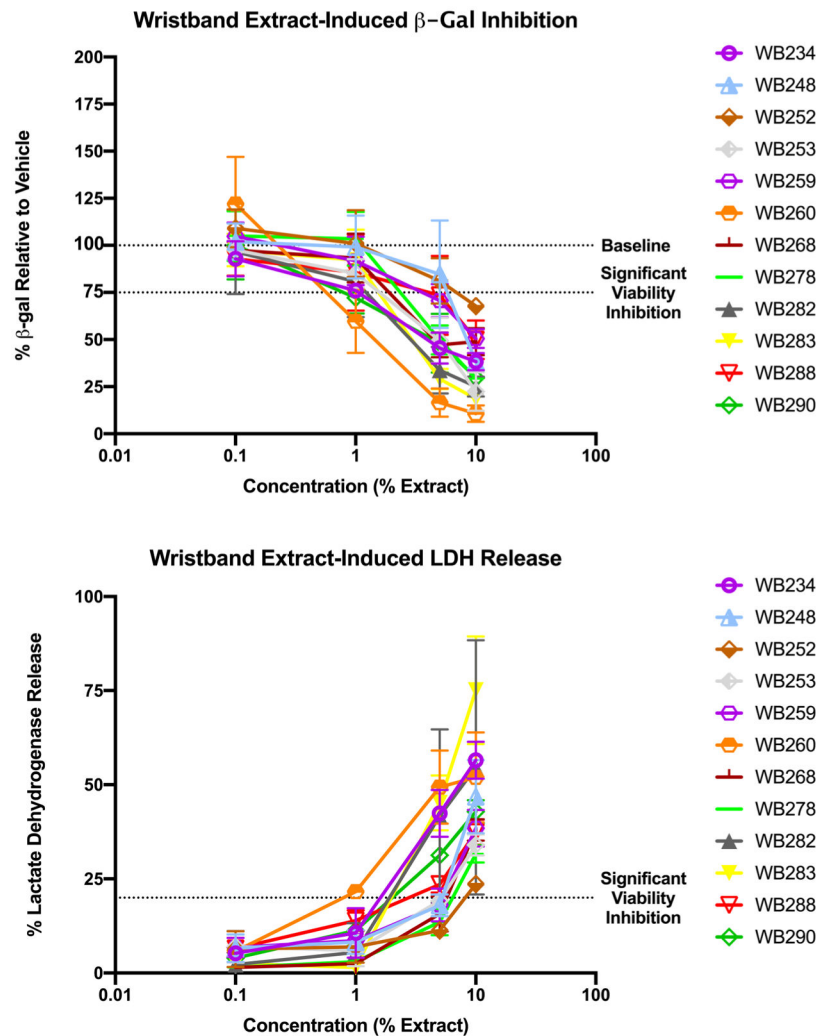 Wristband Extract-Induced β-Gal Inhibition
% β-gal Relative to Vehicle
200
175
150
125
100
75
50
25
0
0.01
0.1
1
10
100
Concentration (% Extract)
Baseline
Significant
Viability
Inhibition
WB234
WB248
WB252
WB253
WB259
WB260
WB268
WB278
WB282
WB283
WB288
WB290
Wristband Extract-Induced LDH Release
% Lactate Dehydrogenase Release
100
75
50
25
0
0.01
0.1
1
10
100
Concentration (% Extract)
Significant
Viability
Inhibition
WB234
WB248
WB252
WB253
WB259
WB260
WB268
WB278
WB282
WB283
WB288
WB290